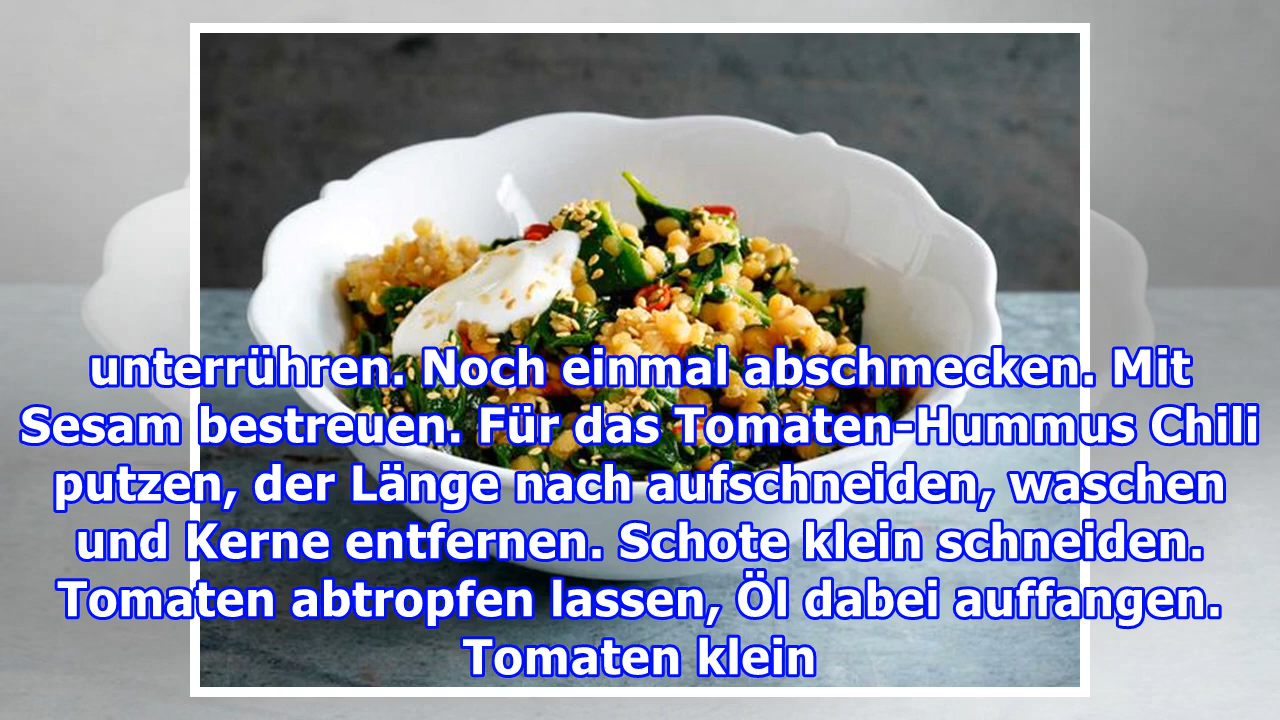 unterrühren. Noch einmal abschmecken. Mit
Sesam bestreuen. Für das Tomaten-Hummus Chili
putzen, der Länge nach aufschneiden, waschen
und Kerne entfernen. Schote klein schneiden.
Tomaten abtropfen lassen, Öl dabei auffangen.
Tomaten klein